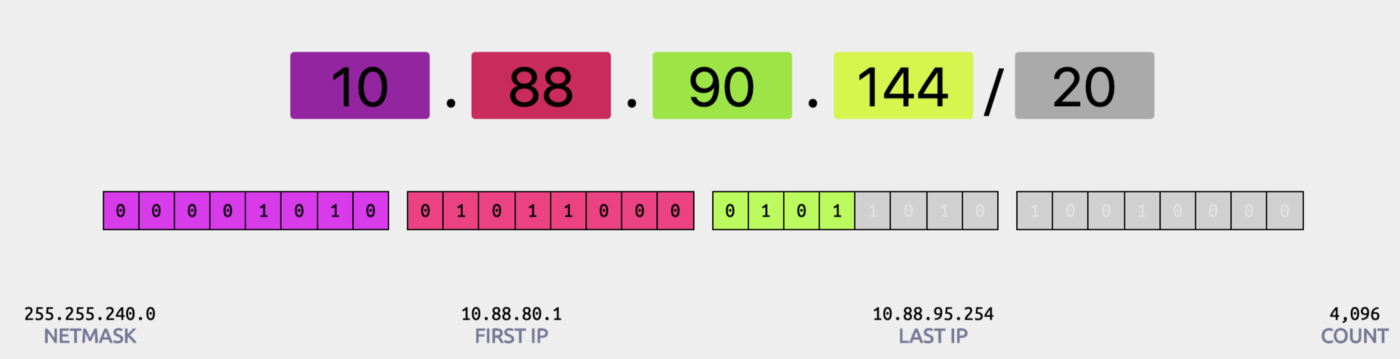 10 . 88 . 90 . 144 / 20
0 0 0 0 1 0 1 0 0 1 0 1 1 0 0 0 0 1 0 1 1 0 1 0 1 0 0 1 0 0 0 0
255.255.240.0 10.88.80.1 10.88.95.254 4,096
NETMASK FIRST IP LAST IP COUNT